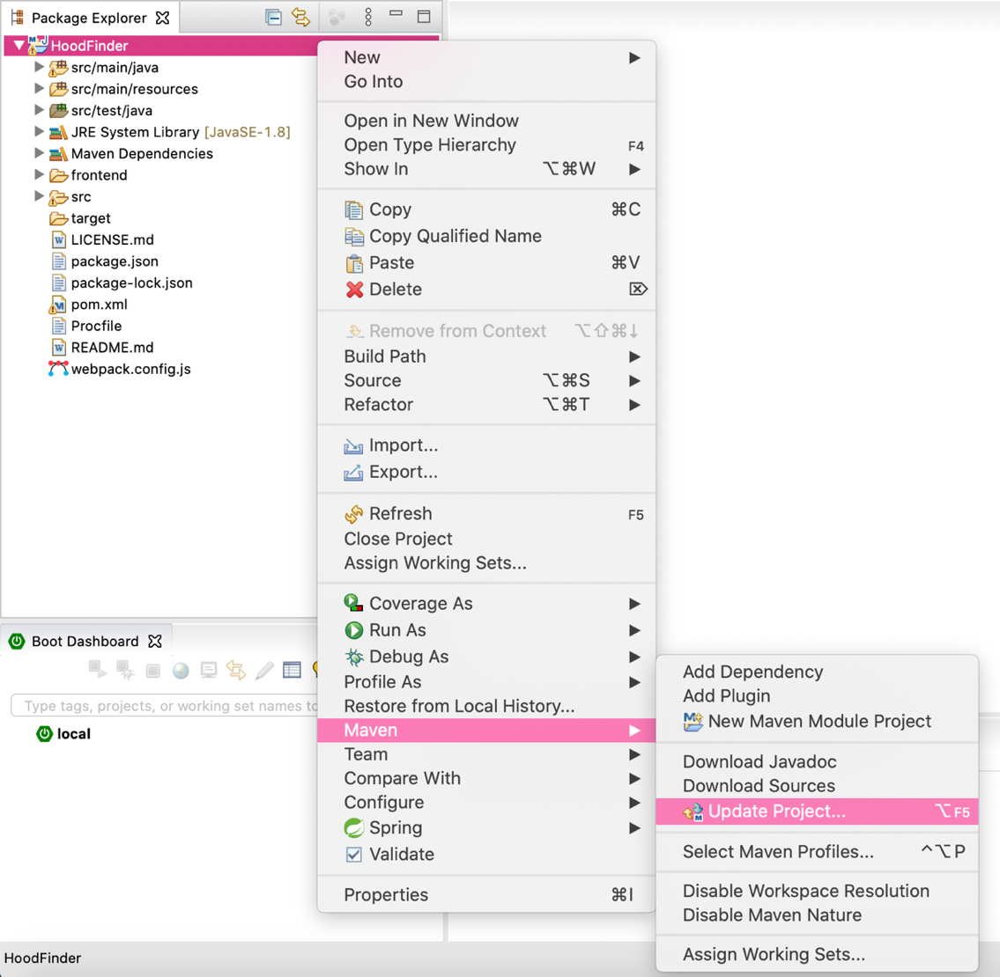 Package Explorer
HoodFinder
src/main/java
src/main/resources
src/test/java
JRE System Library [JavaSE-1.8]
Maven Dependencies
frontend
src
target
LICENSE.md
package.json
package-lock.json
pom.xml
Procfile
README.md
webpack.config.js
New
Go Into
Open in New Window
Open Type Hierarchy F4
Show In ⌥⌘W
Copy ⌘C
Copy Qualified Name
Paste ⌘V
Delete ⌦
Remove from Context ⌥⇧⌘↓
Build Path
Source ⌥⌘S
Refactor ⌥⌘T
Import...
Export...
Refresh F5
Close Project
Assign Working Sets...
Coverage As
Run As
Debug As
Profile As
Restore from Local History...
Maven
Team
Compare With
Configure
Spring
Validate
Properties ⌘I
Boot Dashboard
Type tags, projects, or working set names to
local
Add Dependency
Add Plugin
New Maven Module Project
Download Javadoc
Download Sources
Update Project... ⌥F5
Select Maven Profiles... ^⌥P
Disable Workspace Resolution
Disable Maven Nature
Assign Working Sets...
HoodFinder